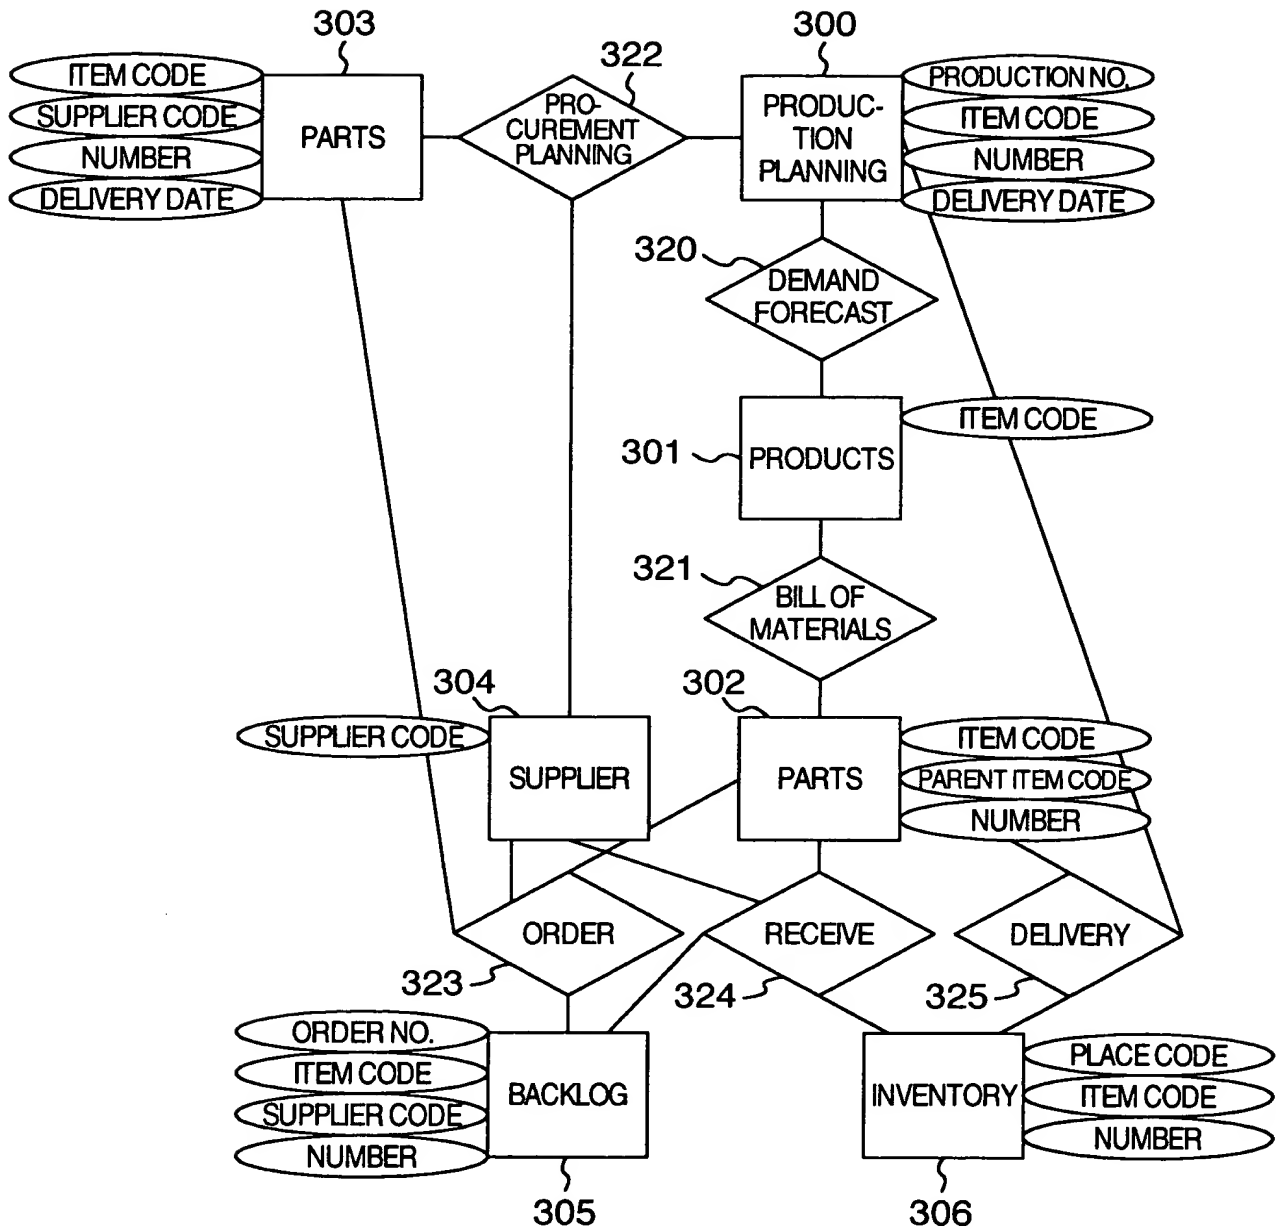 303
300
322
ITEM CODE
SUPPLIER CODE
NUMBER
DELIVERY DATE
PARTS
PRO-
CUREMENT
PLANNING
PRODUC-
TION
PLANNING
PRODUCTION NO.
ITEM CODE
NUMBER
DELIVERY DATE
320
DEMAND
FORECAST
301
PRODUCTS
ITEM CODE
321
BILL OF
MATERIALS
304
302
SUPPLIER CODE
SUPPLIER
PARTS
ITEM CODE
PARENT ITEM CODE
NUMBER
ORDER
RECEIVE
DELIVERY
323
324
325
ORDER NO.
ITEM CODE
SUPPLIER CODE
NUMBER
BACKLOG
INVENTORY
PLACE CODE
ITEM CODE
NUMBER
305
306